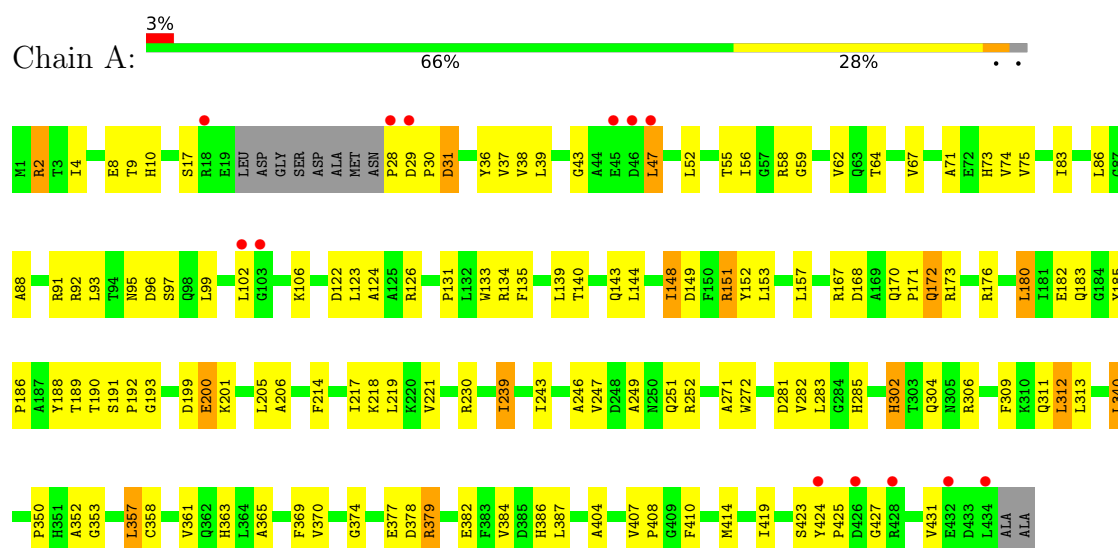 3%
Chain A:
66% 28% • •
M1 R2 T3 I4 E8 T9 H10 S17 R18 E19 LEU ASP GLY SER ASP ALA MET ASN P28 D29 P30 D31 Y36 V37 V38 L39 G43 A44 E45 D46 L47 L52 T55 I56 G57 R58 G59 V62 Q63 T64 V67 A71 E72 H73 V74 V75 I83 L86 G87
A88 R91 R92 L93 T94 N95 D96 S97 Q98 L99 L102 G103 K106 D122 L123 A124 A125 R126 P131 L132 W133 R134 F135 L139 T140 Q143 L144 I148 D149 F150 R151 Y152 L153 L157 R167 D168 A169 Q170 P171 Q172 R173 R176 L180 I181 E182 Q183 G184 Y185
P186 A187 Y188 T189 T190 S191 P192 G193 D199 E200 K201 L205 A206 F214 I217 K218 L219 K220 V221 R230 I239 I243 A246 V247 D248 A249 N250 Q251 R252 A271 W272 D281 V282 L283 G284 H285 H302 T303 Q304 N305 R306 F309 K310 Q311 L312 L313
P350 H351 A352 G353 L357 C358 V361 Q362 H363 L364 A365 F369 V370 G374 E377 D378 R379 E382 F383 V384 D385 H386 L387 A404 V407 P408 G409 F410 M414 I419 S423 Y424 P425 D426 G427 R428 V431 E432 D433 L434 ALA ALA